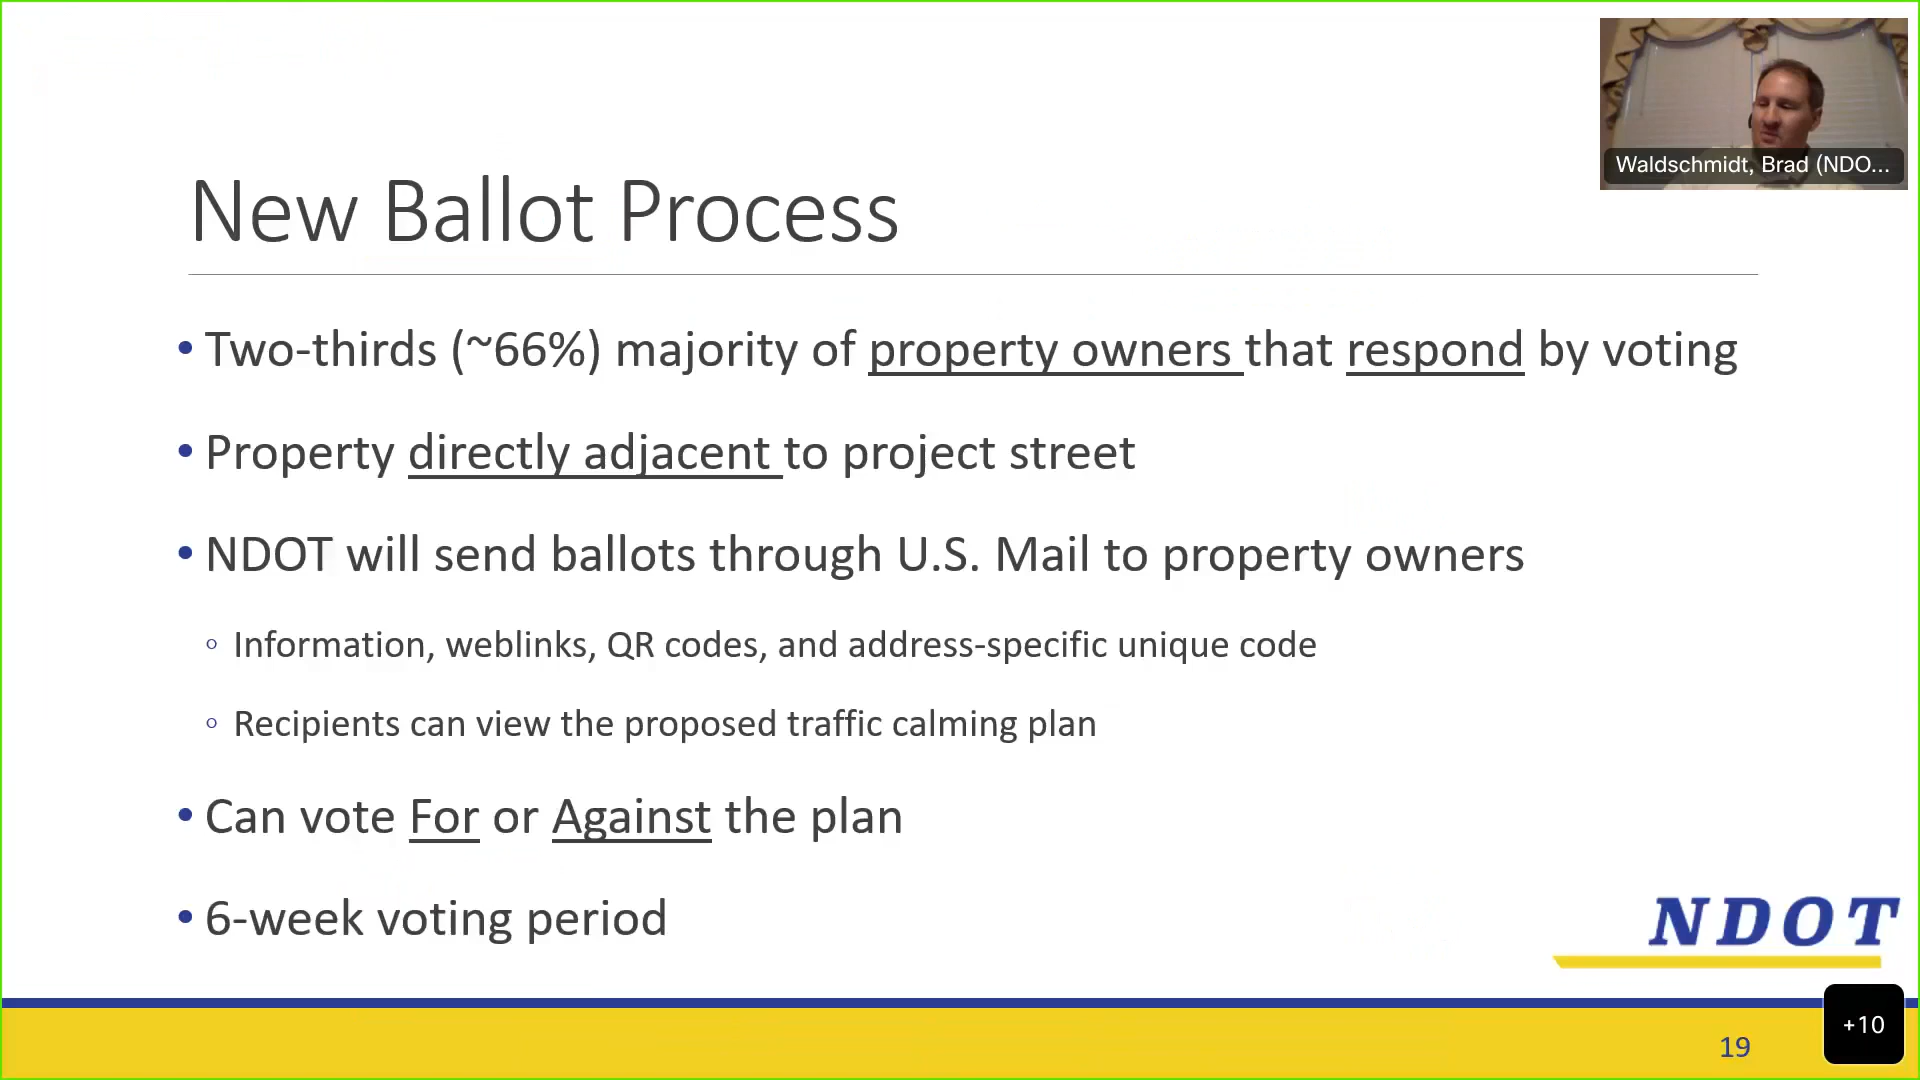 Waldschmidt, Brad (NDO...
New Ballot Process
• Two-thirds (~66%) majority of property owners that respond by voting
• Property directly adjacent to project street
• NDOT will send ballots through U.S. Mail to property owners
◦ Information, weblinks, QR codes, and address-specific unique code
◦ Recipients can view the proposed traffic calming plan
• Can vote For or Against the plan
• 6-week voting period
NDOT
19
+10